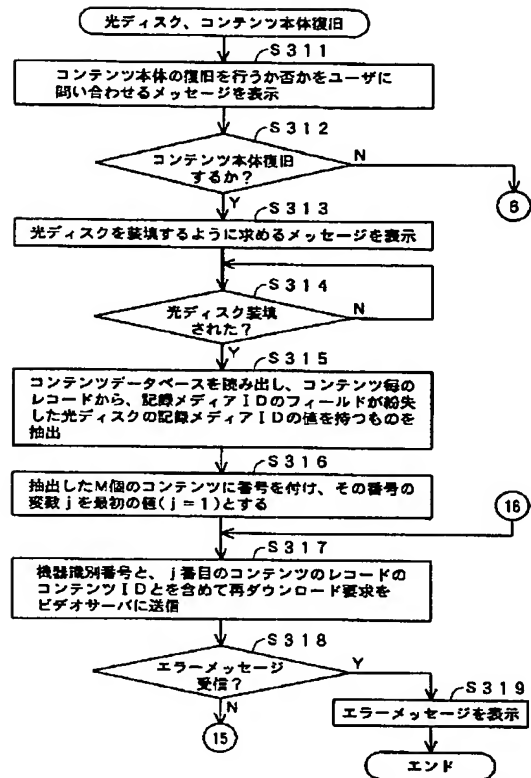 光ディスク、コンテンツ本体復旧
S311
コンテンツ本体の復旧を行うか否かをユーザに
問い合わせるメッセージを表示
S312
コンテンツ本体復旧
するか?
N
Y
6
S313
光ディスクを装填するように求めるメッセージを表示
S314
光ディスク装填
された?
N
Y
S315
コンテンツデータベースを読み出し、コンテンツ毎の
レコードから、記録メディアIDのフィールドが紛失
した光ディスクの記録メディアIDの値を持つものを
抽出
S316
抽出したM個のコンテンツに番号を付け、その番号の
変数jを最初の値(j=1)とする
16
S317
機器識別番号と、j番目のコンテンツのレコードの
コンテンツIDとを含めて再ダウンロード要求を
ビデオサーバに送信
S318
エラーメッセージ
受信?
Y
N
15
S319
エラーメッセージを表示
エンド